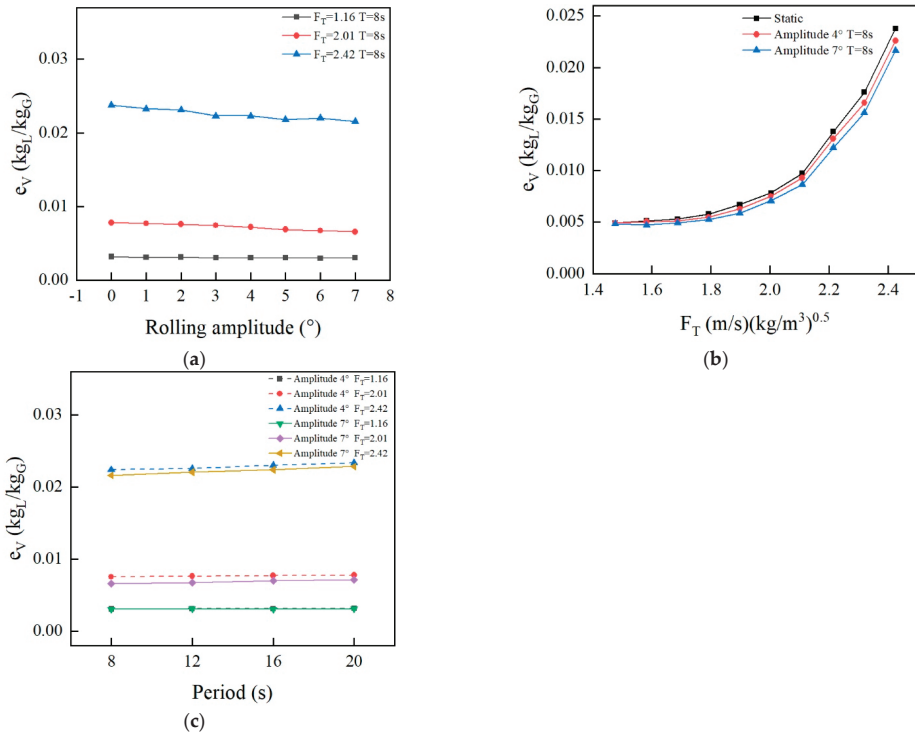 F_T=1.16 T=8s
F_T=2.01 T=8s
F_T=2.42 T=8s
e_V (kg_L/kg_G)
0.03
0.02
0.01
0.00
-1 0 1 2 3 4 5 6 7 8
Rolling amplitude (°)
(a)
Static
Amplitude 4° T=8s
Amplitude 7° T=8s
e_V (kg_L/kg_G)
0.025
0.020
0.015
0.010
0.005
0.000
1.4 1.6 1.8 2.0 2.2 2.4
F_T (m/s)(kg/m³)^0.5
(b)
Amplitude 4° F_T=1.16
Amplitude 4° F_T=2.01
Amplitude 4° F_T=2.42
Amplitude 7° F_T=1.16
Amplitude 7° F_T=2.01
Amplitude 7° F_T=2.42
e_V (kg_L/kg_G)
0.03
0.02
0.01
0.00
8 12 16 20
Period (s)
(c)